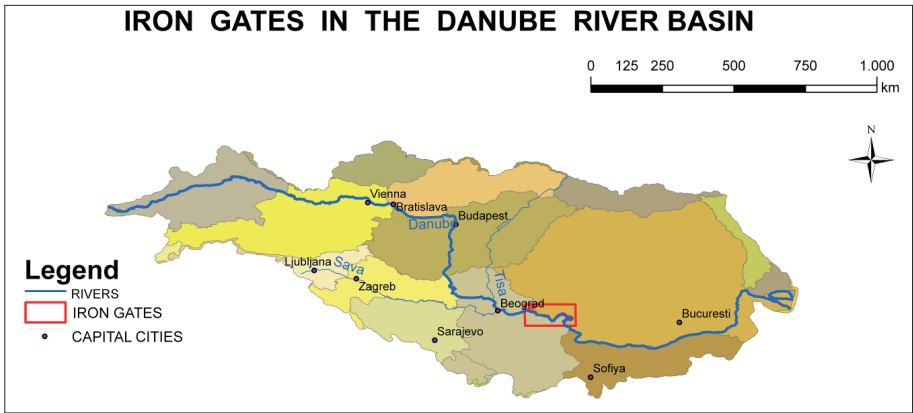 IRON GATES IN THE DANUBE RIVER BASIN
0 125 250 500 750 1.000
km
N
Vienna
Bratislava
Budapest
Danube
Ljubljana
Sava
Zagreb
Tisa
Beograd
Bucuresti
Sarajevo
Sofiya
Legend
RIVERS
IRON GATES
CAPITAL CITIES